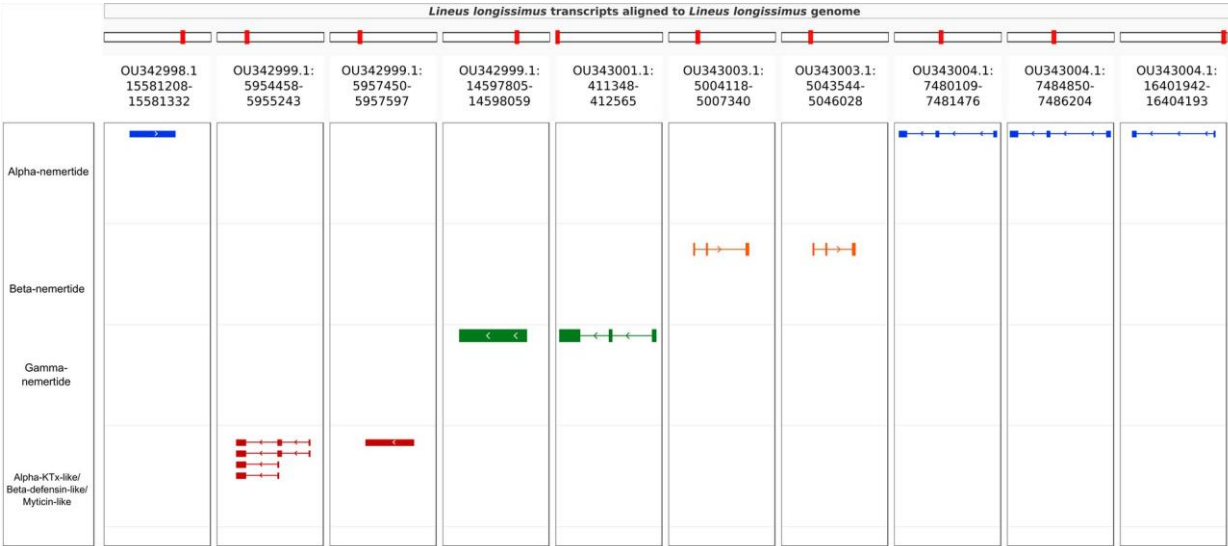 Lineus longissimus transcripts aligned to Lineus longissimus genome
OU342998.1
15581208-
15581332
OU342999.1:
5954458-
5955243
OU342999.1:
5957450-
5957597
OU342999.1:
14597805-
14598059
OU343001.1:
411348-
412565
OU343003.1:
5004118-
5007340
OU343003.1:
5043544-
5046028
OU343004.1:
7480109-
7481476
OU343004.1:
7484850-
7486204
OU343004.1:
16401942-
16404193
Alpha-nemertide
Beta-nemertide
Gamma-
nemertide
Alpha-KTx-like/
Beta-defensin-like/
Myticin-like